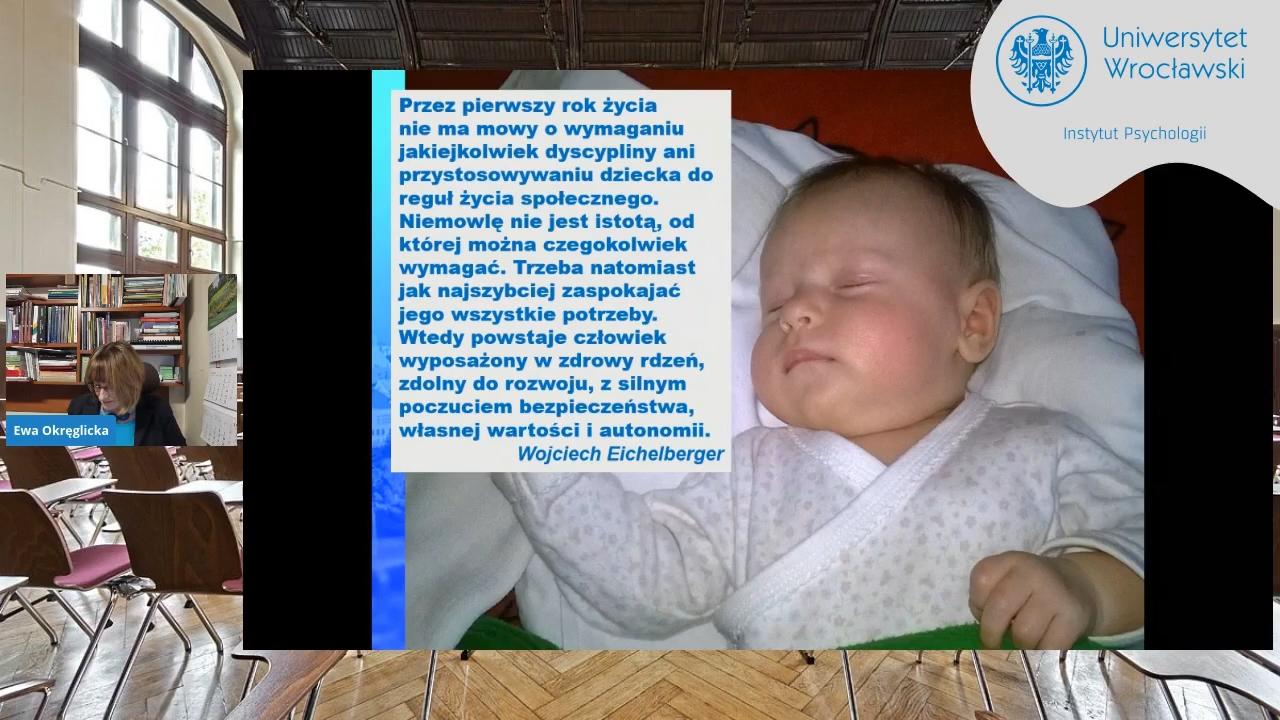 Uniwersytet
Wrocławski
Instytut Psychologii
Przez pierwszy rok życia
nie ma mowy o wymaganiu
jakiejkolwiek dyscypliny ani
przystosowywaniu dziecka do
reguł życia społecznego.
Niemowlę nie jest istotą, od
której można czegokolwiek
wymagać. Trzeba natomiast
jak najszybciej zaspokajać
jego wszystkie potrzeby.
Wtedy powstaje człowiek
wyposażony w zdrowy rdzeń,
zdolny do rozwoju, z silnym
poczuciem bezpieczeństwa,
własnej wartości i autonomii.
Wojciech Eichelberger
Ewa Okręglicka